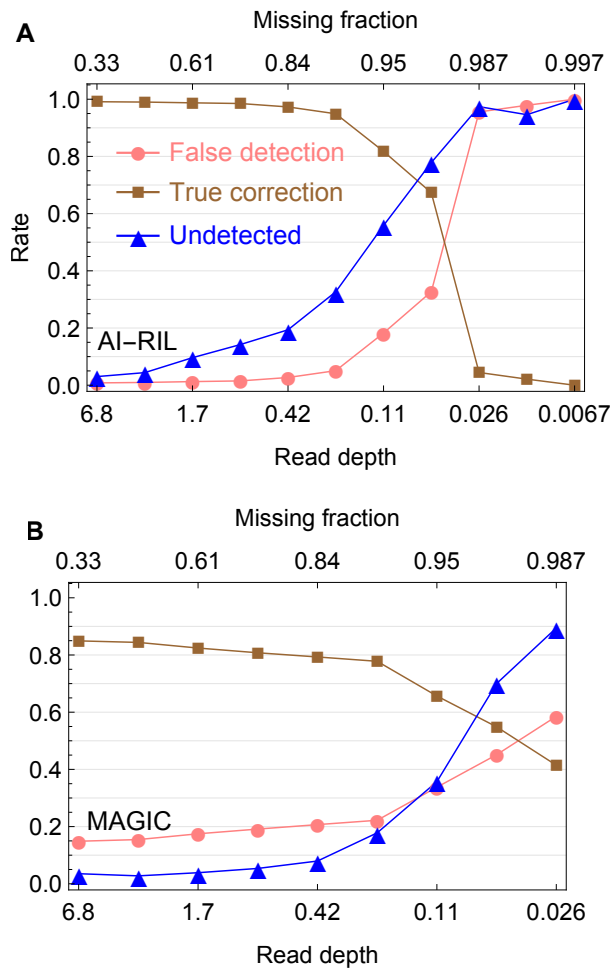 A
Missing fraction
0.33 0.61 0.84 0.95 0.987 0.997
1.0
0.8
0.6
0.4
0.2
0.0
Rate
False detection
True correction
Undetected
AI-RIL
6.8 1.7 0.42 0.11 0.026 0.0067
Read depth
B
Missing fraction
0.33 0.61 0.84 0.95 0.987
1.0
0.8
0.6
0.4
0.2
0.0
MAGIC
6.8 1.7 0.42 0.11 0.026
Read depth